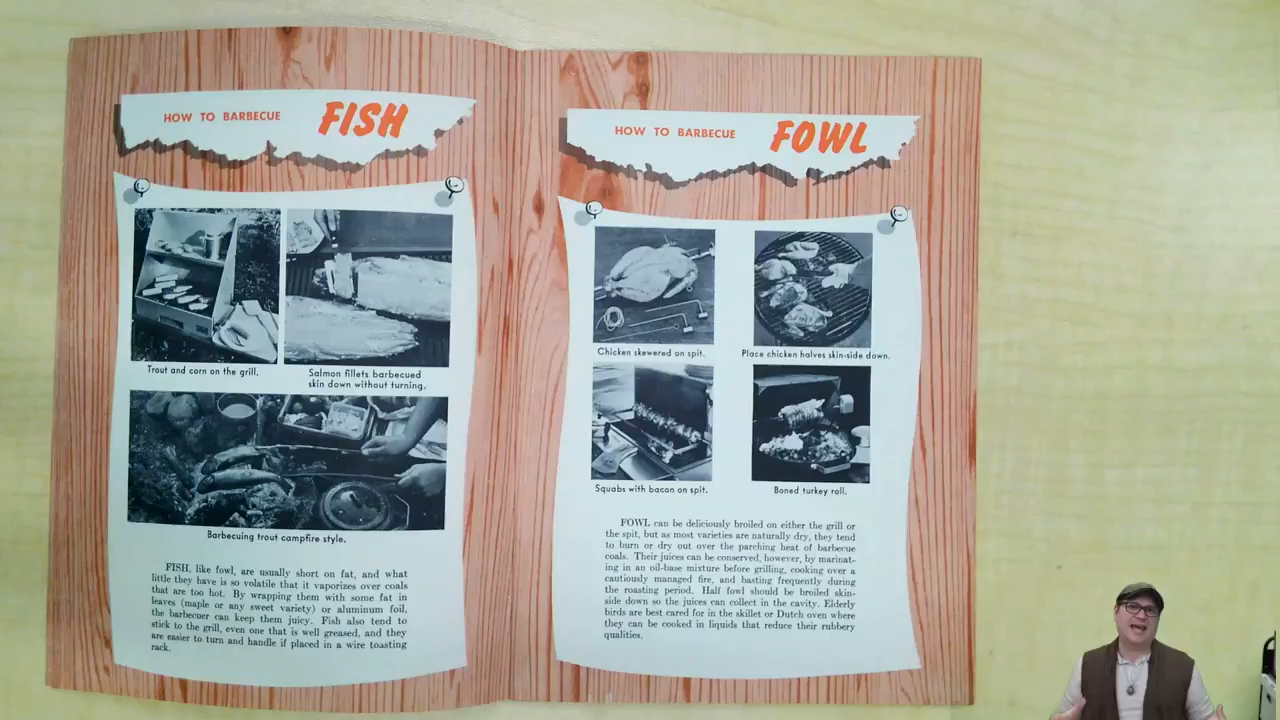 HOW TO BARBECUE FISH
Trout and corn on the grill.
Salmon fillets barbecued
skin down without turning.
Barbecuing trout campfire style.
FISH, like fowl, are usually short on fat, and what
little they have is so volatile that it vaporizes over coals
that are too hot. By wrapping them with some fat in
leaves (maple or any sweet variety) or aluminum foil,
the barbecuer can keep them juicy. Fish also tend to
stick to the grill, even one that is well greased, and they
are easier to turn and handle if placed in a wire toasting
rack.
HOW TO BARBECUE FOWL
Chicken skewered on spit.
Place chicken halves skin-side down.
Squabs with bacon on spit.
Boned turkey roll.
FOWL can be deliciously broiled on either the grill or
the spit, but as most varieties are naturally dry, they tend
to burn or dry out over the parching heat of barbecue
coals. Their juices can be conserved, however, by marinat-
ing in an oil-base mixture before grilling, cooking over a
cautiously managed fire, and basting frequently during
the roasting period. Half fowl should be broiled skin-
side down so the juices can collect in the cavity. Elderly
birds are best cared for in the skillet or Dutch oven where
they can be cooked in liquids that reduce their rubbery
qualities.